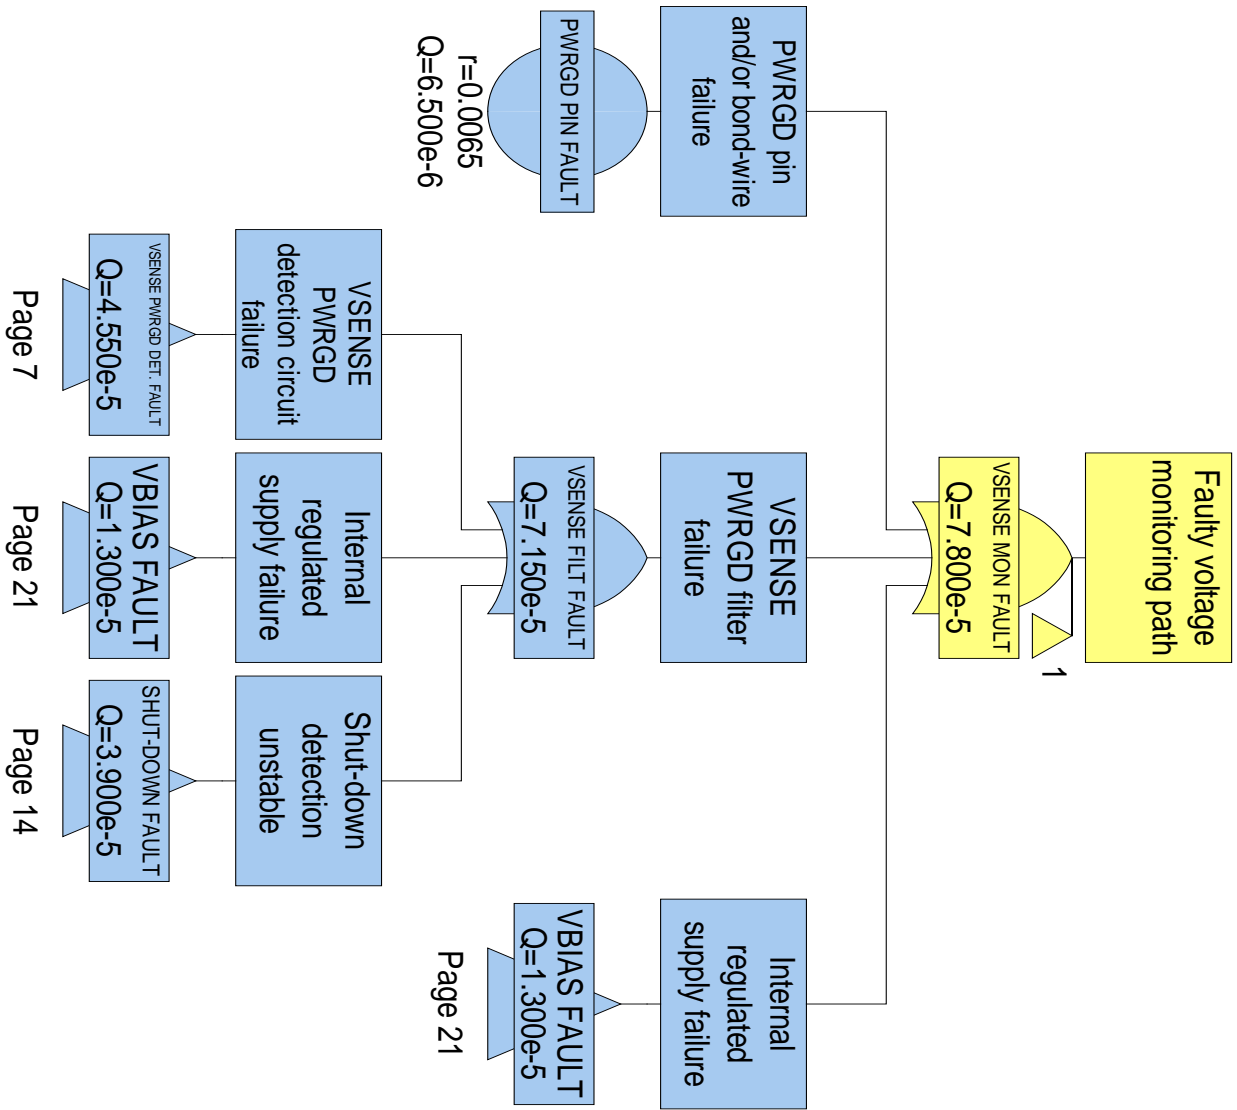 Faulty voltage
monitoring path
VSENSE MON FAULT
Q=7.800e-5
1
PWRGD pin
and/or bond-wire
failure
PWRGD PIN FAULT
r=0.0065
Q=6.500e-6
VSENSE
PWRGD filter
failure
VSENSE FILT FAULT
Q=7.150e-5
Internal
regulated
supply failure
VBIAS FAULT
Q=1.300e-5
Page 21
VSENSE
PWRGD
detection circuit
failure
VSENSE PWRGD DET. FAULT
Q=4.550e-5
Page 7
Internal
regulated
supply failure
VBIAS FAULT
Q=1.300e-5
Page 21
Shut-down
detection
unstable
SHUT-DOWN FAULT
Q=3.900e-5
Page 14